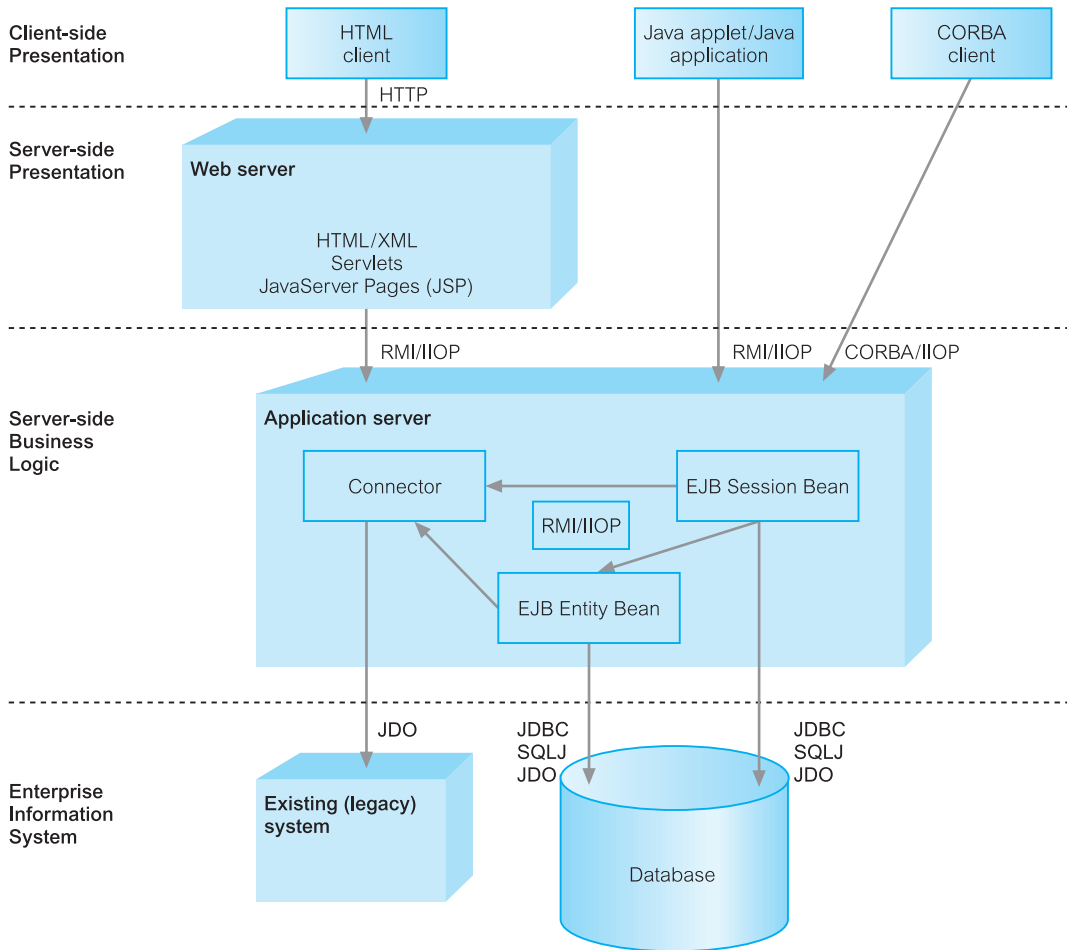 Client-side
Presentation
HTML
client
Java applet/Java
application
CORBA
client
HTTP
Server-side
Presentation
Web server
HTML/XML
Servlets
JavaServer Pages (JSP)
RMI/IIOP
RMI/IIOP
CORBA/IIOP
Server-side
Business
Logic
Application server
Connector
EJB Session Bean
RMI/IIOP
EJB Entity Bean
JDO
JDBC
SQLJ
JDO
JDBC
SQLJ
JDO
Enterprise
Information
System
Existing (legacy)
system
Database